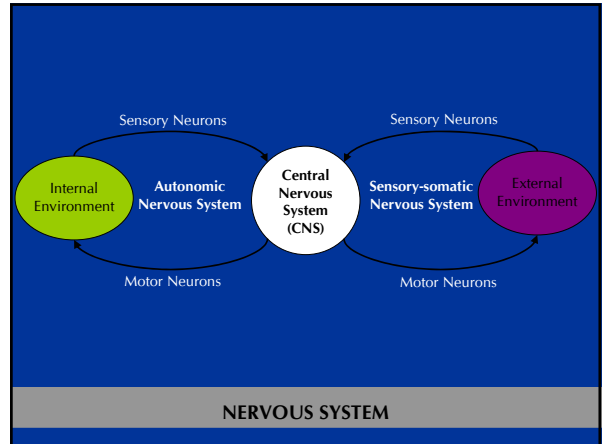 Sensory Neurons
Sensory Neurons
Internal
Environment
Autonomic
Nervous System
Central
Nervous
System
(CNS)
Sensory-somatic
Nervous System
External
Environment
Motor Neurons
Motor Neurons
NERVOUS SYSTEM